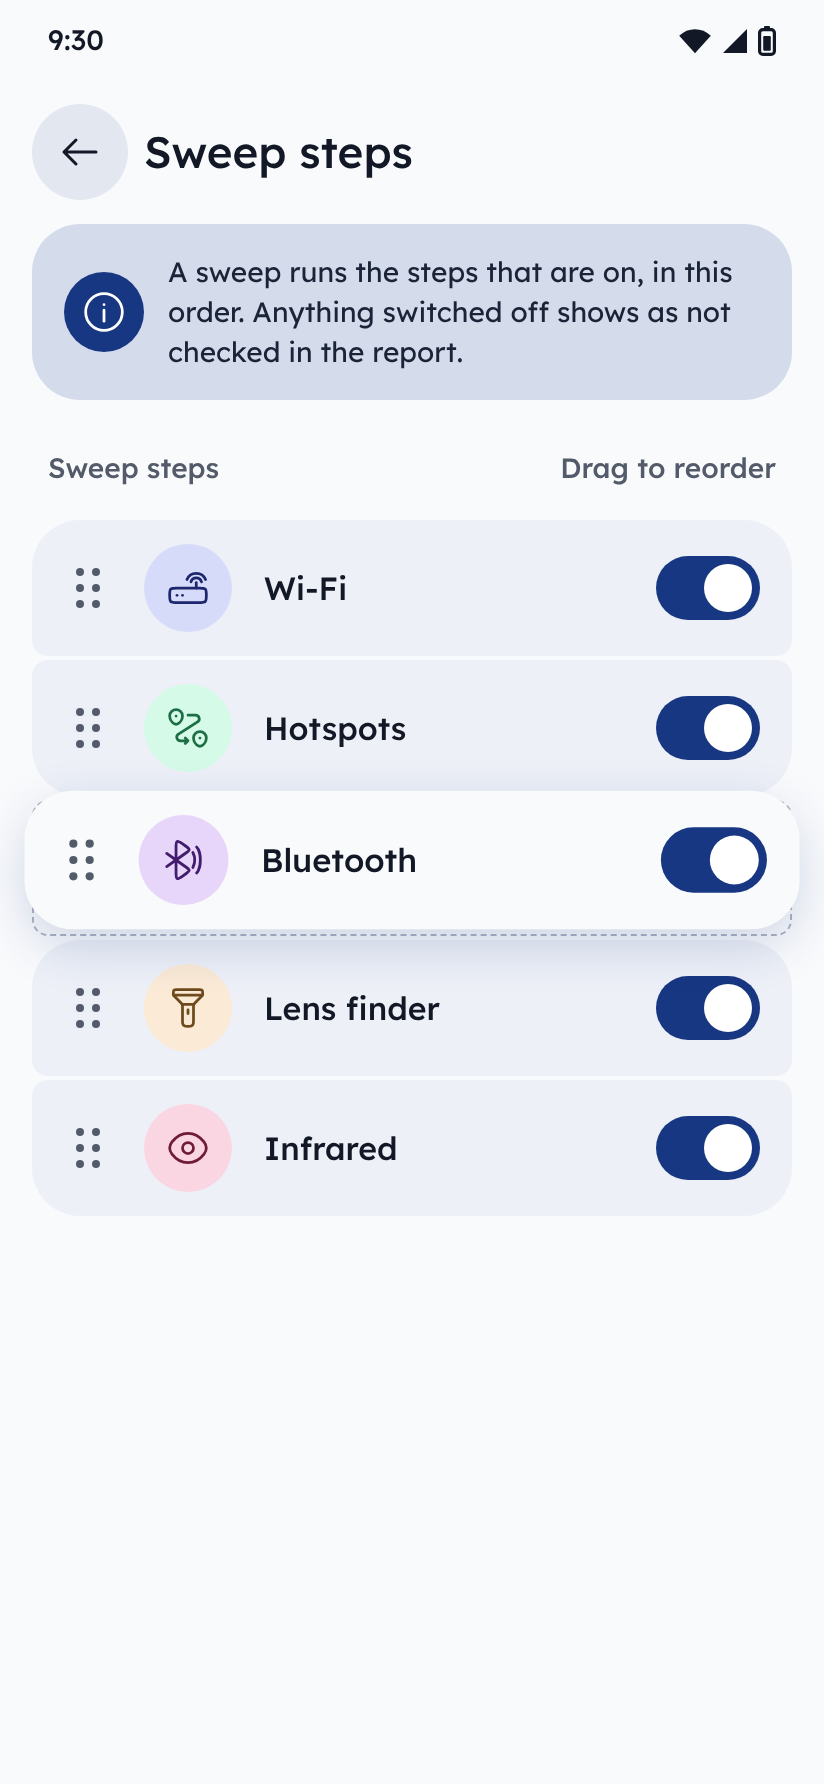 9:30
Sweep steps
A sweep runs the steps that are on, in this
order. Anything switched off shows as not
checked in the report.
Sweep steps
Drag to reorder
Wi-Fi
Hotspots
Bluetooth
Lens finder
Infrared